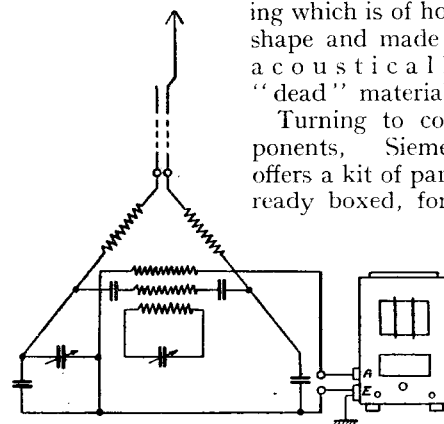 ing which is of ho
shape and made
acoustical
"dead" materia
Turning to co
ponents, Sieme
offers a kit of par
ready boxed, for
A
E